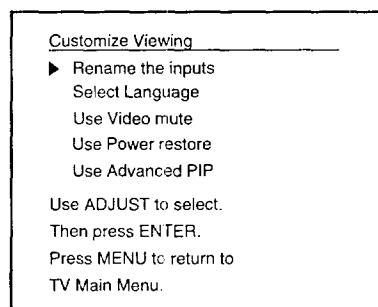 Customize Viewing
▶ Rename the inputs
Select Language
Use Video mute
Use Power restore
Use Advanced PIP
Use ADJUST to select.
Then press ENTER.
Press MENU to return to
TV Main Menu.